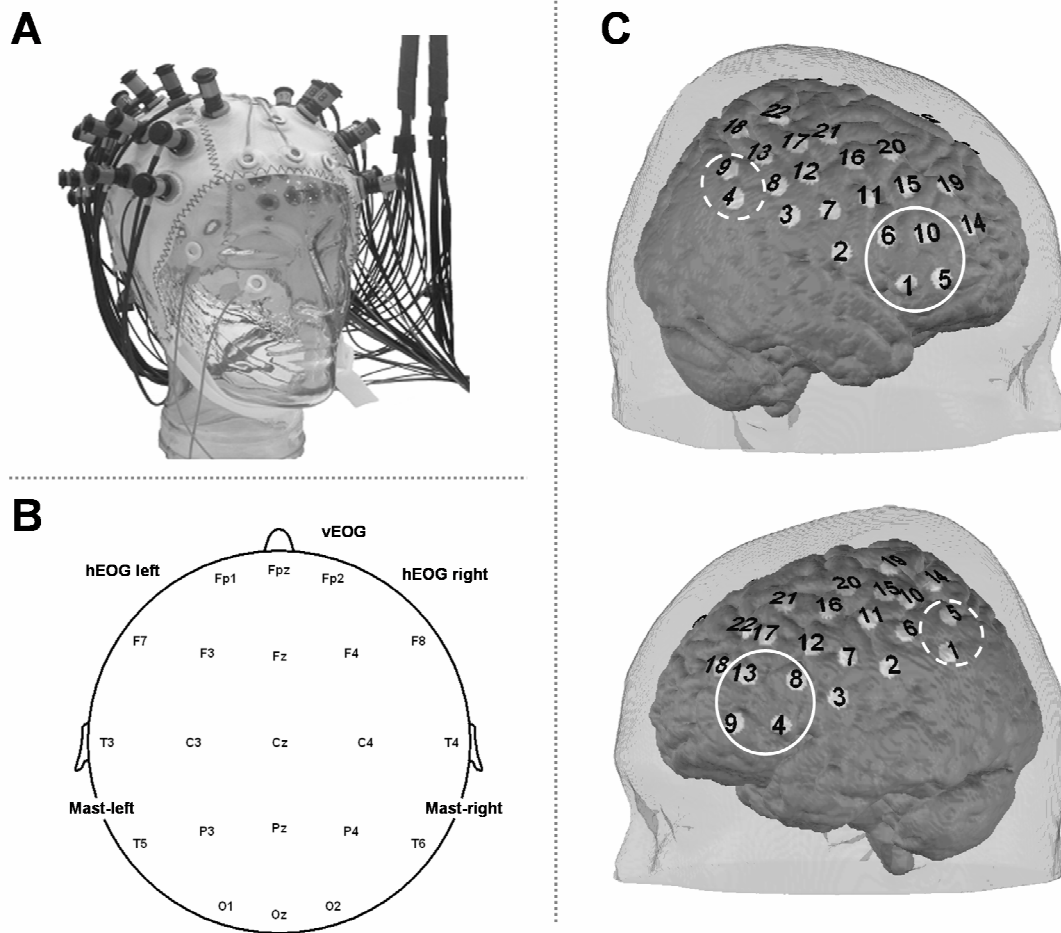 A
C
22
18
21
17
20
13
16
9
12
8
15
19
4
11
3
7
14
6
10
2
5
1
B
vEOG
hEOG left
hEOG right
Fp1
Fpz
Fp2
F7
F3
Fz
F4
F8
T3
C3
Cz
C4
T4
Mast-left
Mast-right
T5
P3
Pz
P4
T6
O1
Oz
O2
19
14
20
15
10
21
16
5
11
22
17
6
12
1
7
2
18
13
8
3
9
4